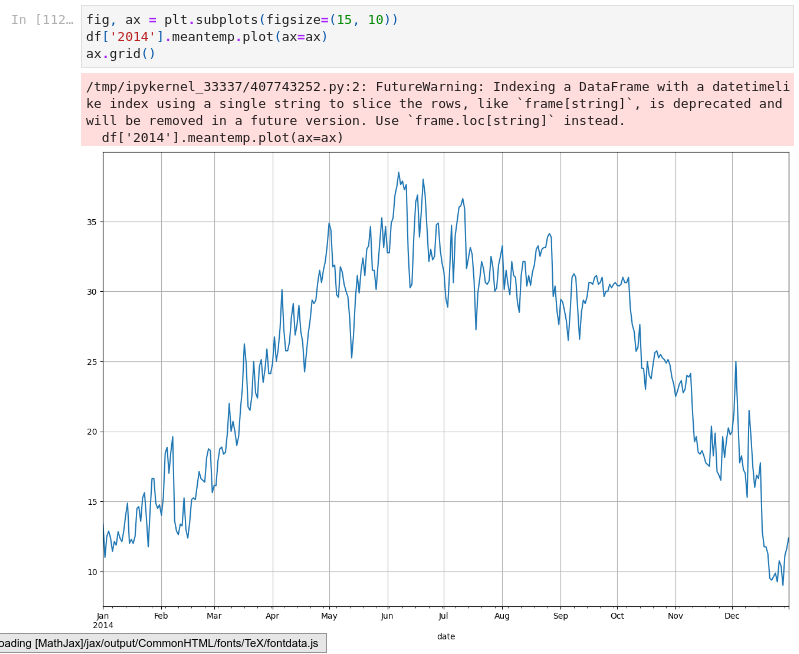 In [112…
fig, ax = plt.subplots(figsize=(15, 10))
df['2014'].meantemp.plot(ax=ax)
ax.grid()
/tmp/ipykernel_33337/407743252.py:2: FutureWarning: Indexing a DataFrame with a datetimeli
ke index using a single string to slice the rows, like `frame[string]`, is deprecated and
will be removed in a future version. Use `frame.loc[string]` instead.
df['2014'].meantemp.plot(ax=ax)
35
30
25
20
15
10
Jan Feb Mar Apr May Jun Jul Aug Sep Oct Nov Dec
2014
date
oading [MathJax]/jax/output/CommonHTML/fonts/TeX/fontdata.js